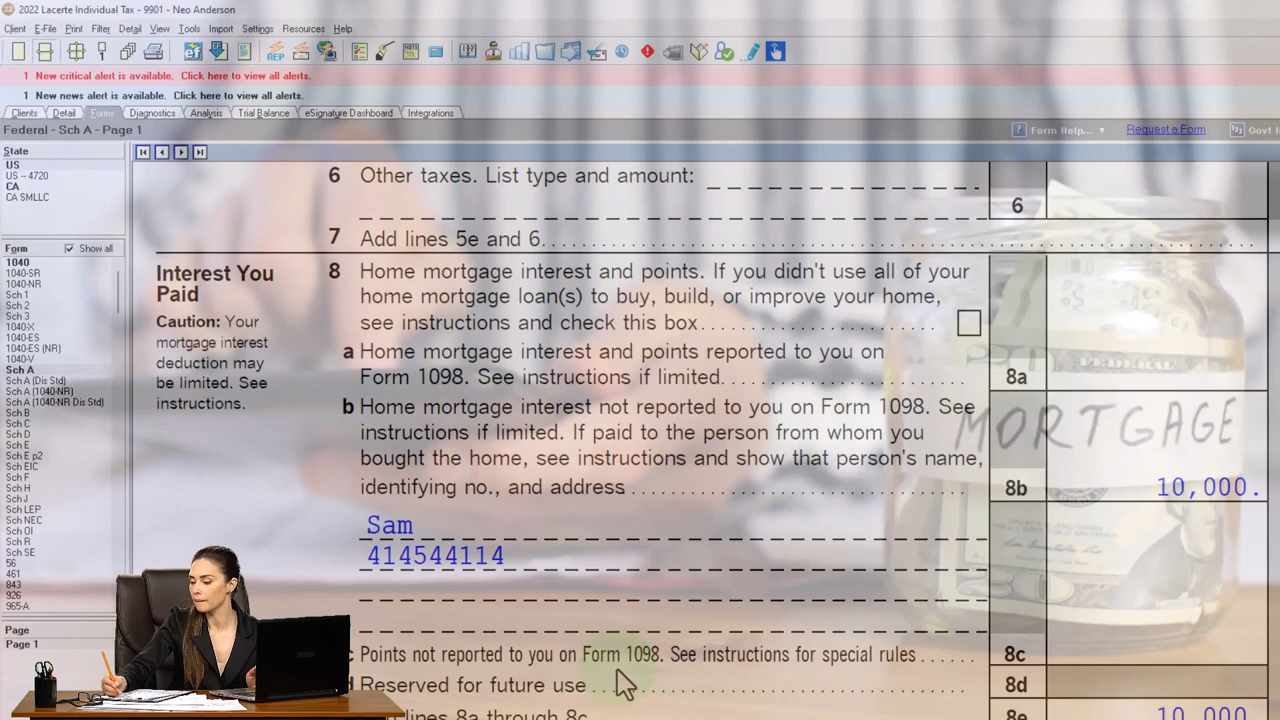 2022 Lacerte Individual Tax - 9901 - Neo Anderson
Client E-File Print Filter Detail View Tools Import Settings Resources Help
1 New critical alert is available. Click here to view all alerts.
1 New news alert is available. Click here to view all alerts.
Clients Detail Forms Diagnostics Analysis Trial Balance eSignature Dashboard Integrations
Federal - Sch A - Page 1
Form Help... Request a Form Govt I
State
US
US -- 4720
CA
CA SMLLC
Form Show all
1040
1040-SR
1040-NR
Sch 1
Sch 2
Sch 3
1040-X
1040-ES
1040-ES (NR)
1040-V
Sch A
Sch A (Dis Std)
Sch A (1040-NR)
Sch A (1040-NR Dis Std)
Sch B
Sch C
Sch D
Sch E
Sch E p2
Sch EIC
Sch F
Sch H
Sch J
Sch LEP
Sch NEC
Sch OI
Sch R
Sch SE
56
461
843
926
965-A
Page
Page 1
6 Other taxes. List type and amount:
6
7 Add lines 5e and 6
Interest You
Paid
Caution: Your
mortgage interest
deduction may
be limited. See
instructions.
8 Home mortgage interest and points. If you didn't use all of your
home mortgage loan(s) to buy, build, or improve your home,
see instructions and check this box
a Home mortgage interest and points reported to you on
Form 1098. See instructions if limited. 8a
b Home mortgage interest not reported to you on Form 1098. See
instructions if limited. If paid to the person from whom you
bought the home, see instructions and show that person's name,
identifying no., and address 8b 10,000.
Sam
414544114
c Points not reported to you on Form 1098. See instructions for special rules 8c
d Reserved for future use 8d
lines 8a through 8c 8e 10,000.
FEDERAL
MORTGAGE